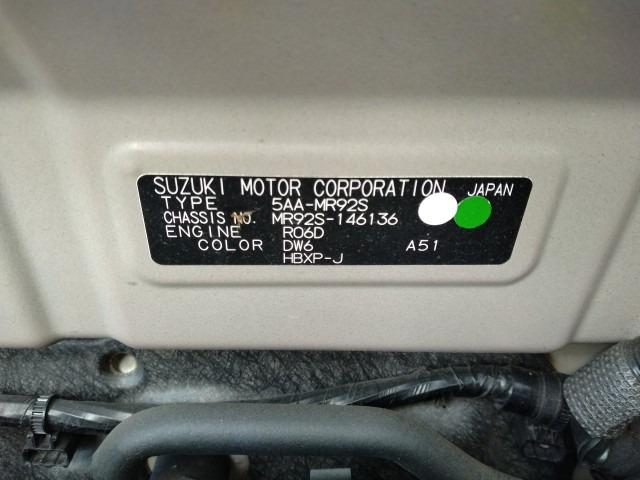 SUZUKI MOTOR CORPORATION JAPAN
TYPE 5AA-MR92S
CHASSIS NO. MR92S-146136
ENGINE R06D
COLOR DW6 A51
HBXP-J